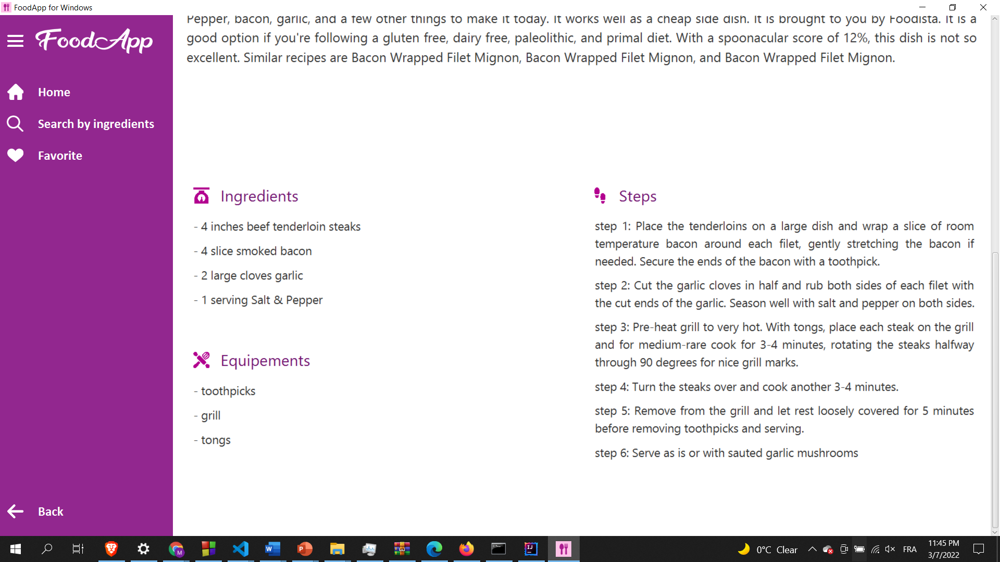 FoodApp for Windows
FoodApp
Home
Search by ingredients
Favorite
Back
Pepper, bacon, garlic, and a few other things to make it today. It works well as a cheap side dish. It is brought to you by Foodista. It is a
good option if you're following a gluten free, dairy free, paleolithic, and primal diet. With a spoonacular score of 12%, this dish is not so
excellent. Similar recipes are Bacon Wrapped Filet Mignon, Bacon Wrapped Filet Mignon, and Bacon Wrapped Filet Mignon.
Ingredients
- 4 inches beef tenderloin steaks
- 4 slice smoked bacon
- 2 large cloves garlic
- 1 serving Salt & Pepper
Equipements
- toothpicks
- grill
- tongs
Steps
step 1: Place the tenderloins on a large dish and wrap a slice of room
temperature bacon around each filet, gently stretching the bacon if
needed. Secure the ends of the bacon with a toothpick.
step 2: Cut the garlic cloves in half and rub both sides of each filet with
the cut ends of the garlic. Season well with salt and pepper on both sides.
step 3: Pre-heat grill to very hot. With tongs, place each steak on the grill
and for medium-rare cook for 3-4 minutes, rotating the steaks halfway
through 90 degrees for nice grill marks.
step 4: Turn the steaks over and cook another 3-4 minutes.
step 5: Remove from the grill and let rest loosely covered for 5 minutes
before removing toothpicks and serving.
step 6: Serve as is or with sauted garlic mushrooms
0°C Clear
FRA
11:45 PM
3/7/2022